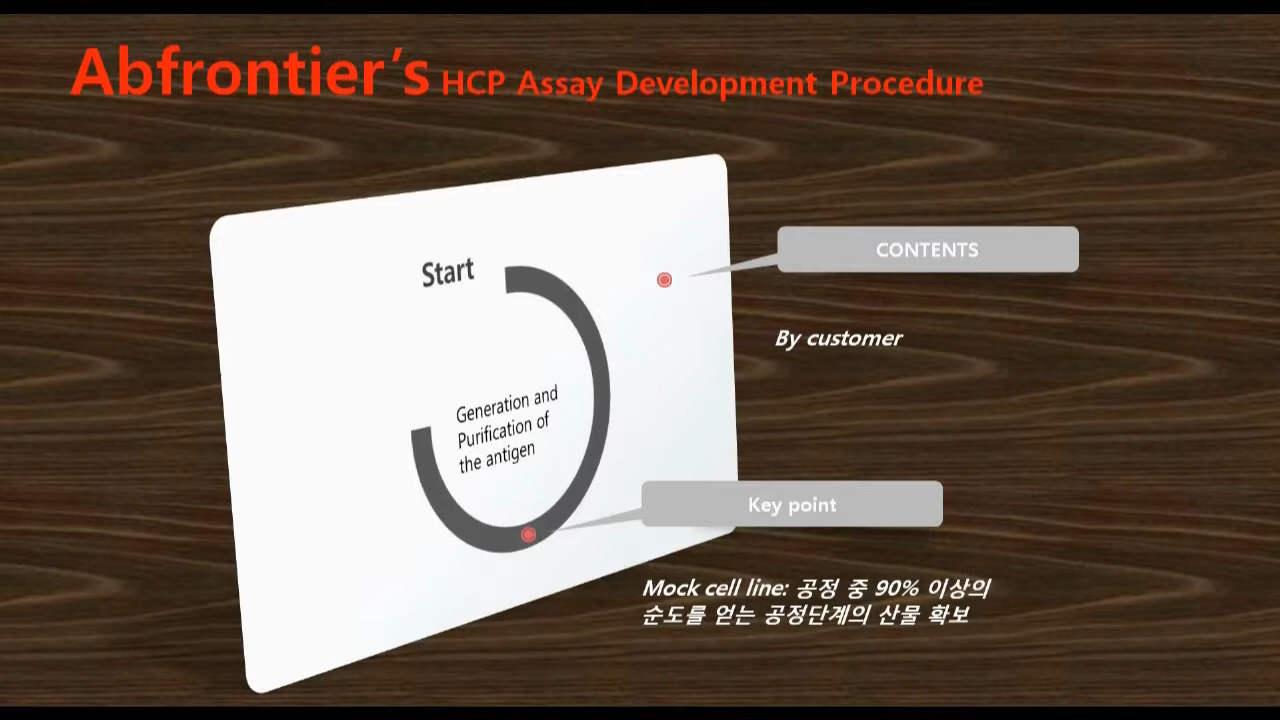 Abfrontier's HCP Assay Development Procedure
CONTENTS
Start
By customer
Generation and
Purification of
the antigen
Key point
Mock cell line: 공정 중 90% 이상의
순도를 얻는 공정단계의 산물 확보